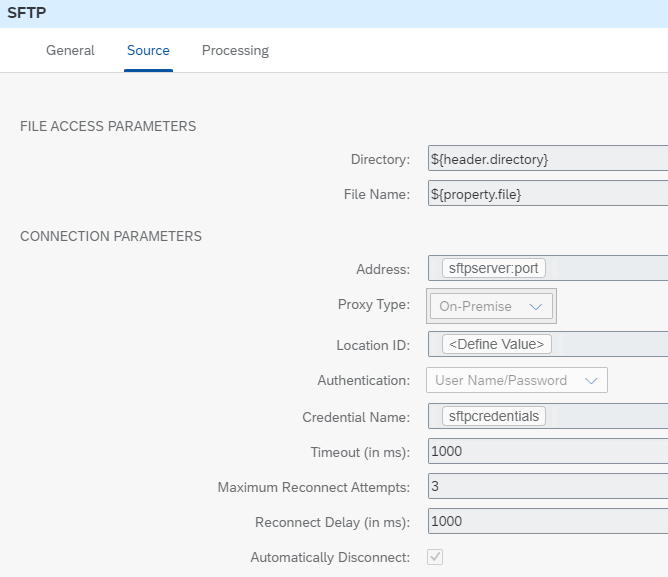 SFTP
General Source Processing
FILE ACCESS PARAMETERS
Directory: ${header.directory}
File Name: ${property.file}
CONNECTION PARAMETERS
Address: sftpserver:port
Proxy Type: On-Premise
Location ID: <Define Value>
Authentication: User Name/Password
Credential Name: sftpcredentials
Timeout (in ms): 1000
Maximum Reconnect Attempts: 3
Reconnect Delay (in ms): 1000
Automatically Disconnect: